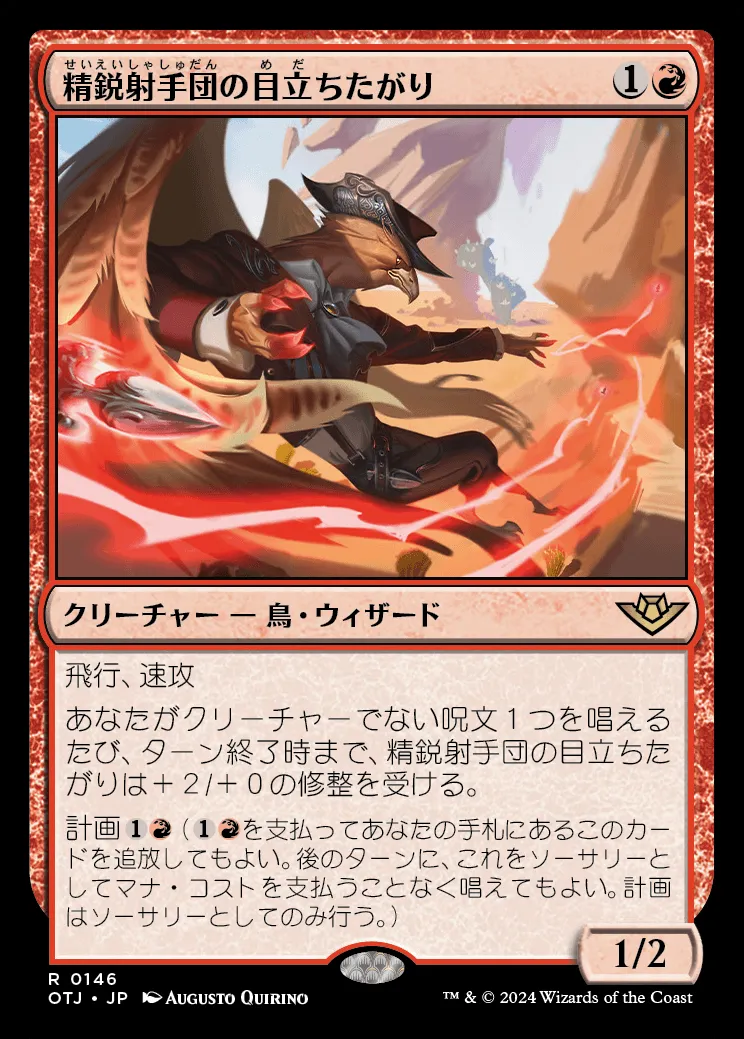 せいえいしゃしゅだん め だ
精鋭射手団の目立ちたがり 1
クリーチャー — 鳥・ウィザード
飛行、速攻
あなたがクリーチャーでない呪文１つを唱える
たび、ターン終了時まで、精鋭射手団の目立ちた
がりは＋２/＋０の修整を受ける。
計画 1 （ 1 を支払ってあなたの手札にあるこのカー
ドを追放してもよい。後のターンに、これをソーサリーと
してマナ・コストを支払うことなく唱えてもよい。計画
はソーサリーとしてのみ行う。）
1/2
R 0146
OTJ • JP AUGUSTO QUIRINO
™ & © 2024 Wizards of the Coast